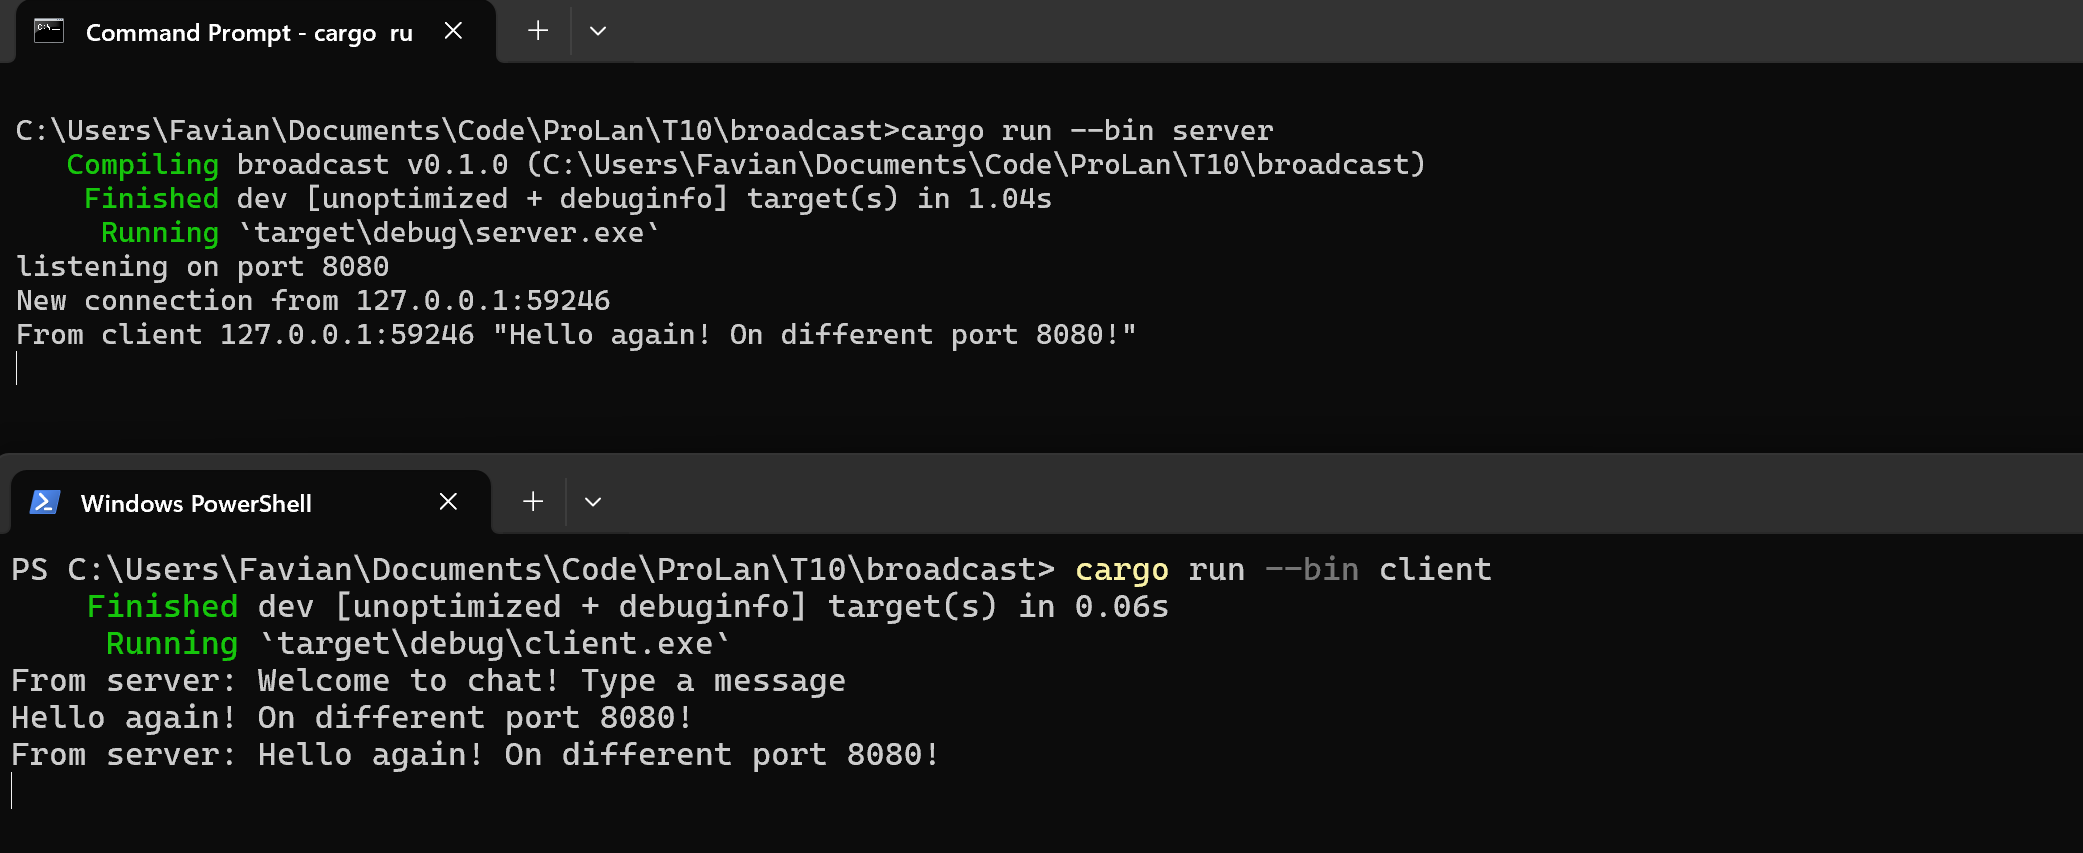 Command Prompt - cargo  ru
C:\Users\Favian\Documents\Code\ProLan\T10\broadcast>cargo run --bin server
   Compiling broadcast v0.1.0 (C:\Users\Favian\Documents\Code\ProLan\T10\broadcast)
    Finished dev [unoptimized + debuginfo] target(s) in 1.04s
     Running `target\debug\server.exe`
listening on port 8080
New connection from 127.0.0.1:59246
From client 127.0.0.1:59246 "Hello again! On different port 8080!"
Windows PowerShell
PS C:\Users\Favian\Documents\Code\ProLan\T10\broadcast> cargo run --bin client
    Finished dev [unoptimized + debuginfo] target(s) in 0.06s
     Running `target\debug\client.exe`
From server: Welcome to chat! Type a message
Hello again! On different port 8080!
From server: Hello again! On different port 8080!